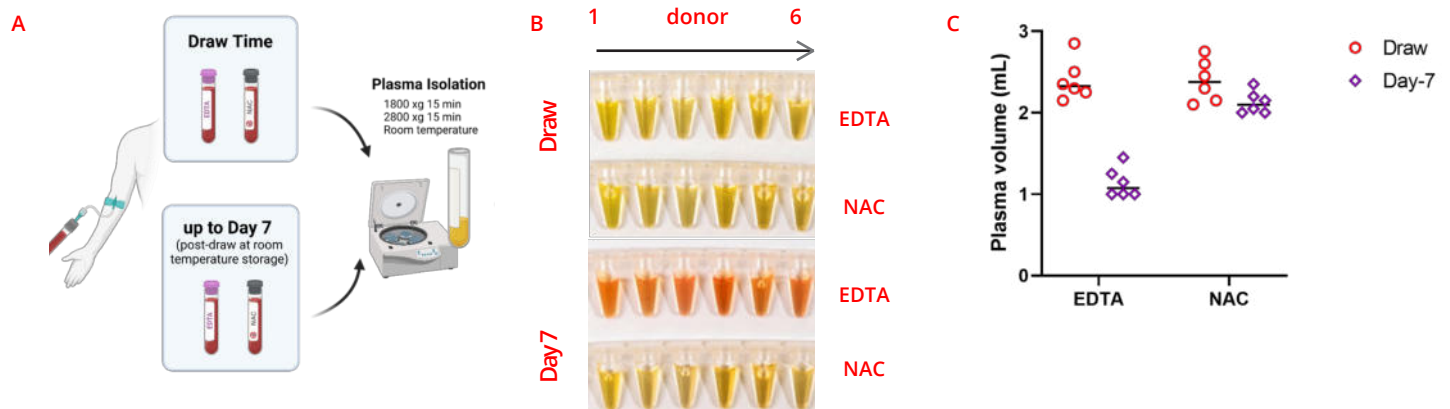 A
Draw Time
EDTA
NAC
up to Day 7
(post-draw at room
temperature storage)
EDTA
NAC
Plasma Isolation
1800 xg 15 min
2800 xg 15 min
Room temperature
B
1 donor 6
Draw
EDTA
NAC
Day 7
EDTA
NAC
C
Plasma volume (mL)
3
2
1
0
EDTA
NAC
Draw
Day-7